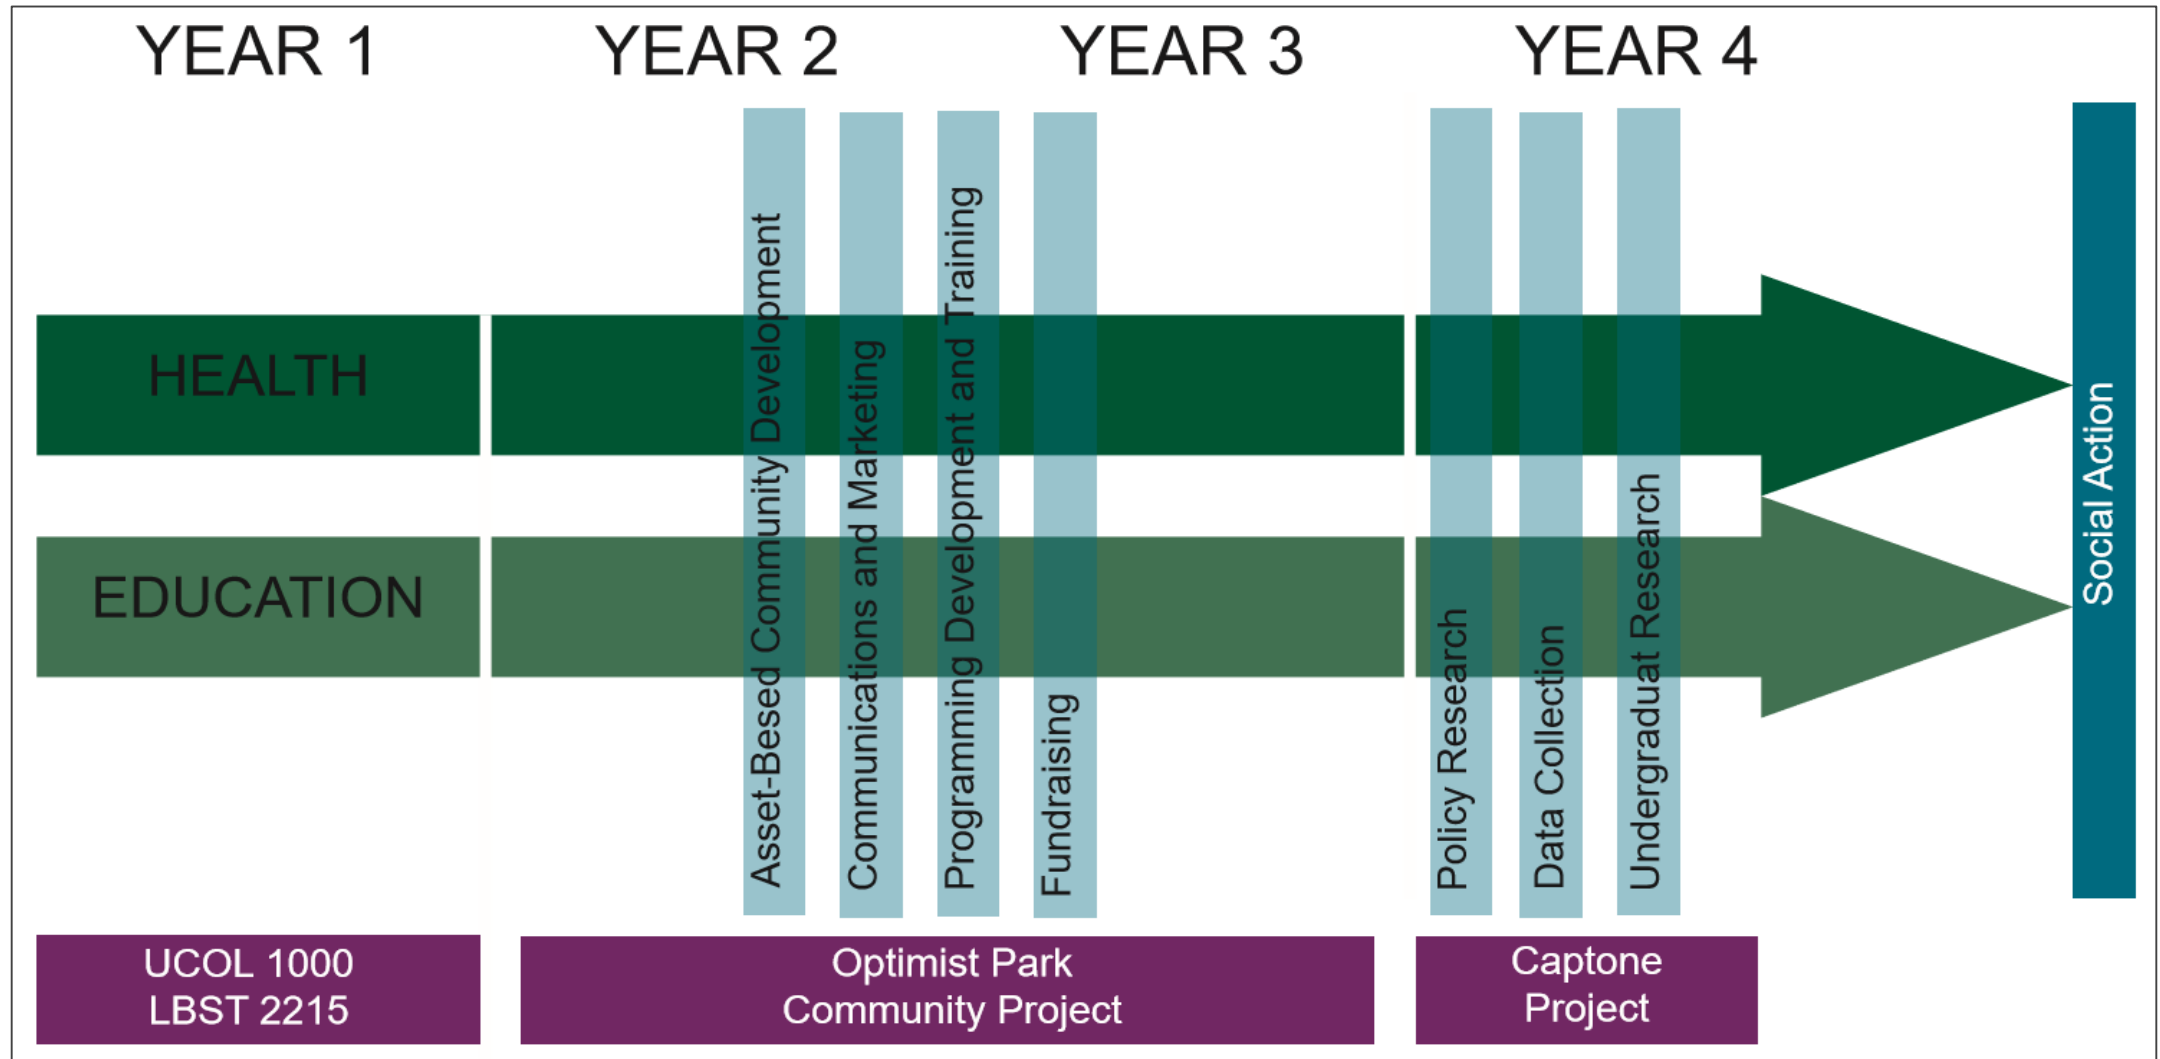 YEAR 1
YEAR 2
YEAR 3
YEAR 4
HEALTH
EDUCATION
Asset-Besed Community Development
Communications and Marketing
Programming Development and Training
Fundraising
Policy Research
Data Collection
Undergraduat Research
Social Action
UCOL 1000
LBST 2215
Optimist Park
Community Project
Captone
Project